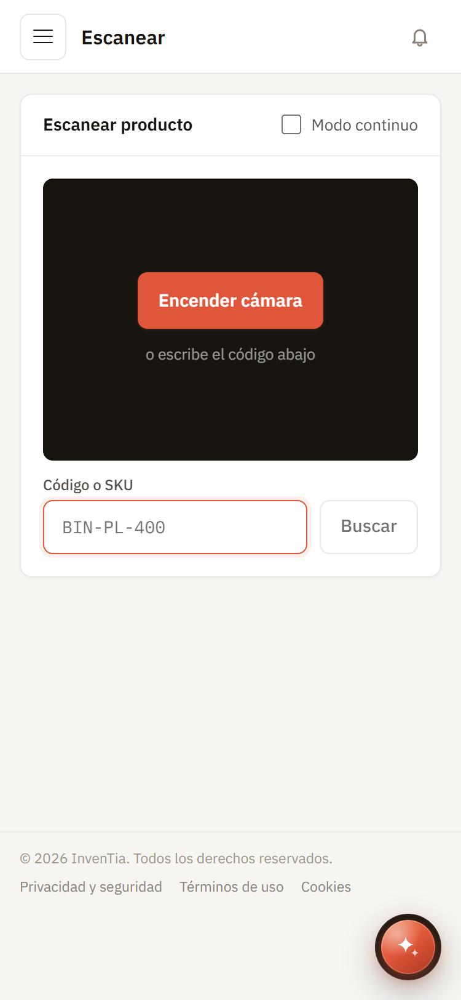 Escanear
Escanear producto
Modo continuo
Encender cámara
o escribe el código abajo
Código o SKU
BIN-PL-400
Buscar
© 2026 InvenTia. Todos los derechos reservados.
Privacidad y seguridad
Términos de uso
Cookies